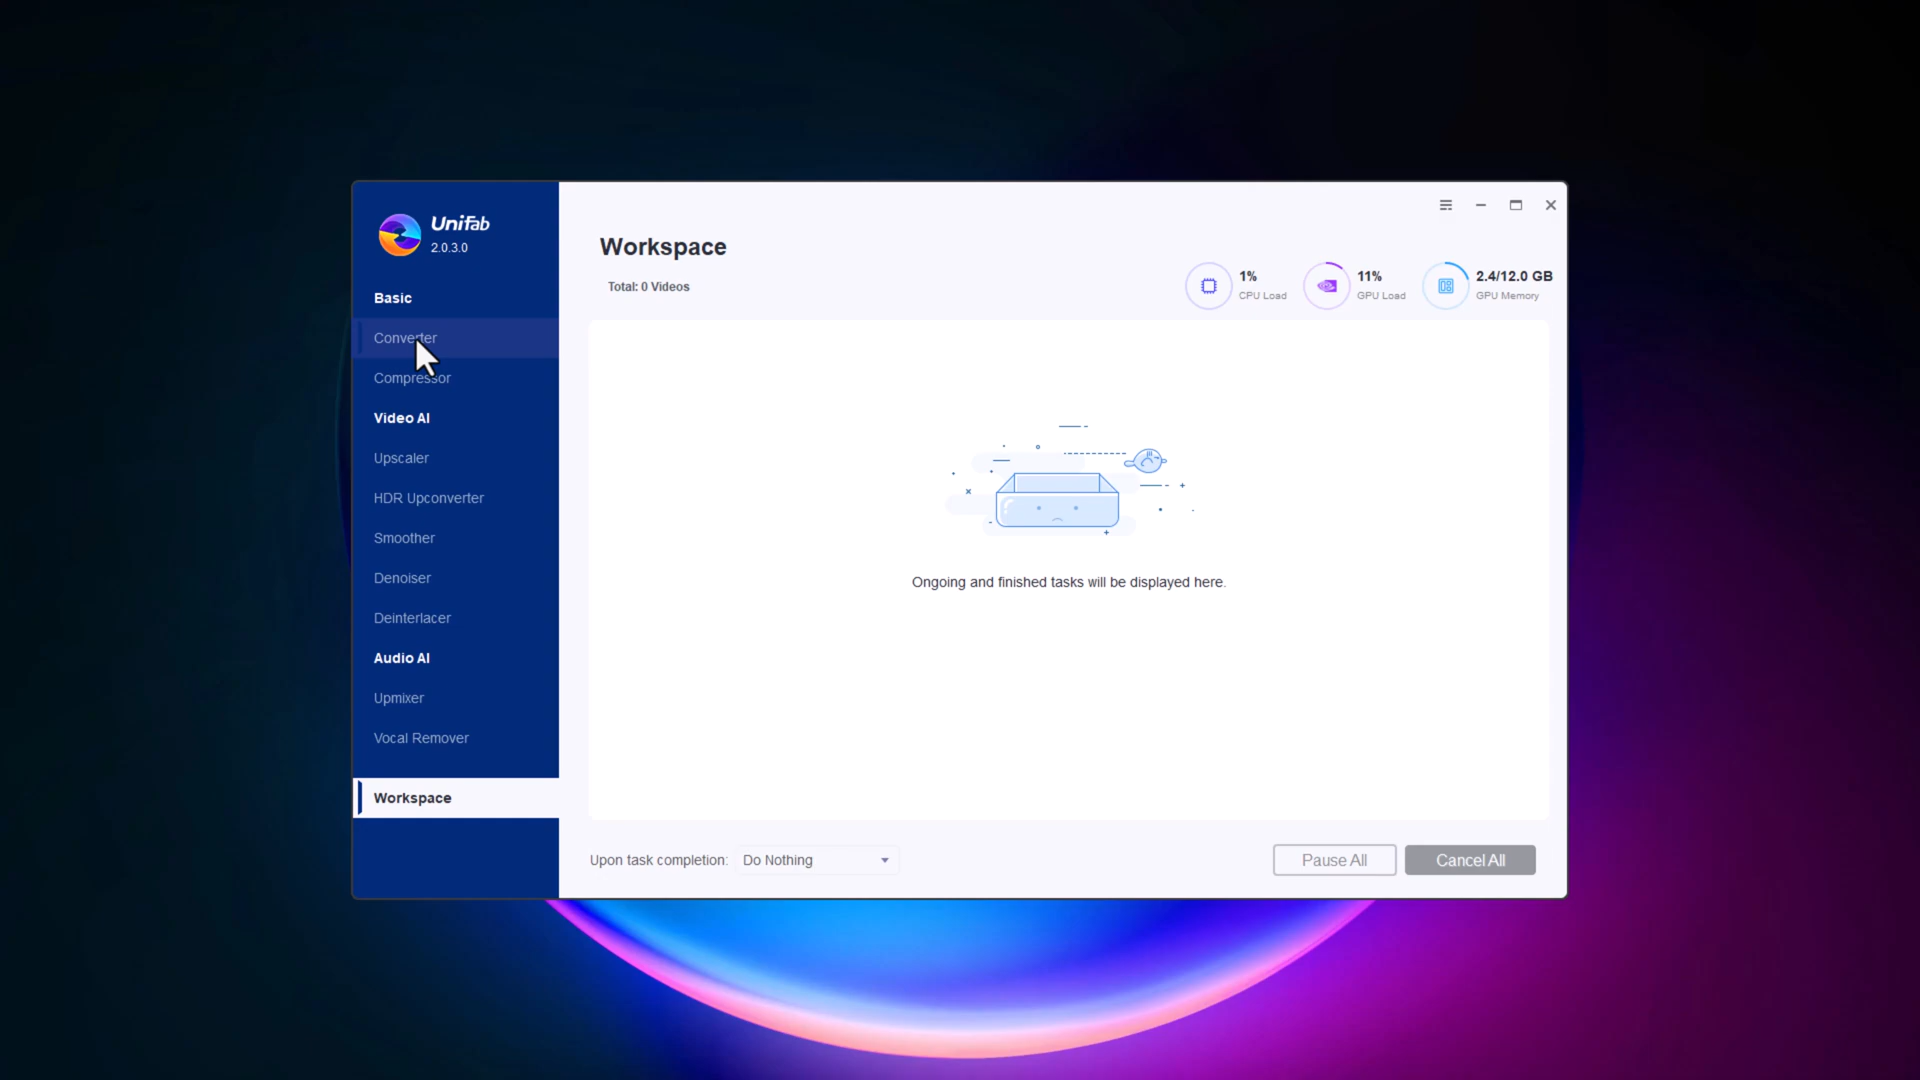 UniFab
2.0.3.0
Basic
Converter
Compressor
Video AI
Upscaler
HDR Upconverter
Smoother
Denoiser
Deinterlacer
Audio AI
Upmixer
Vocal Remover
Workspace
Workspace
Total: 0 Videos
1%
CPU Load
11%
GPU Load
2.4/12.0 GB
GPU Memory
Ongoing and finished tasks will be displayed here.
Upon task completion: Do Nothing
Pause All
Cancel All